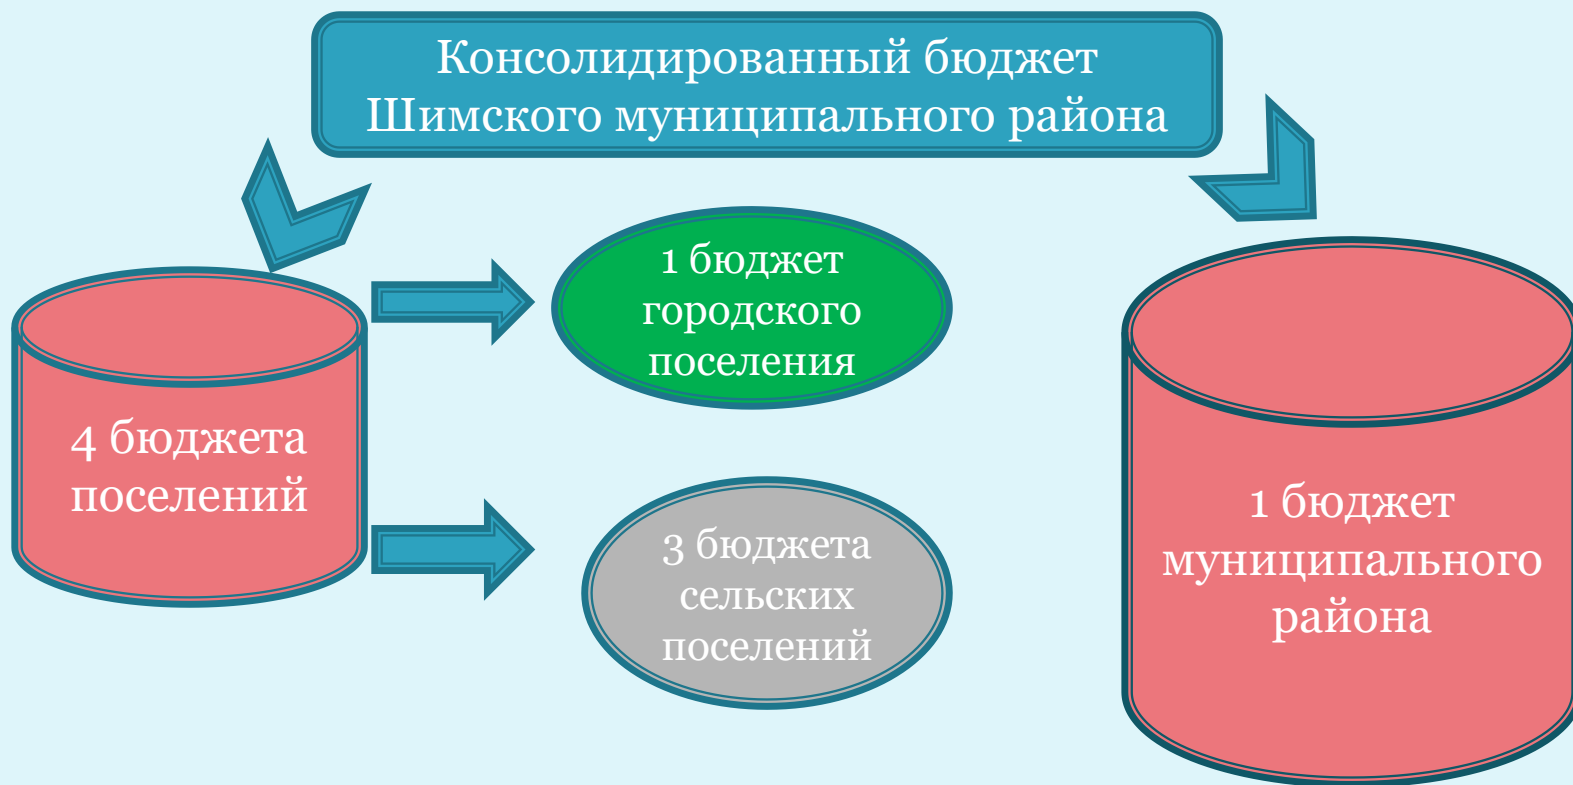 Консолидированный бюджет
Шимского муниципального района
1 бюджет
городского
поселения
4 бюджета
поселений
3 бюджета
сельских
поселений
1 бюджет
муниципального
района